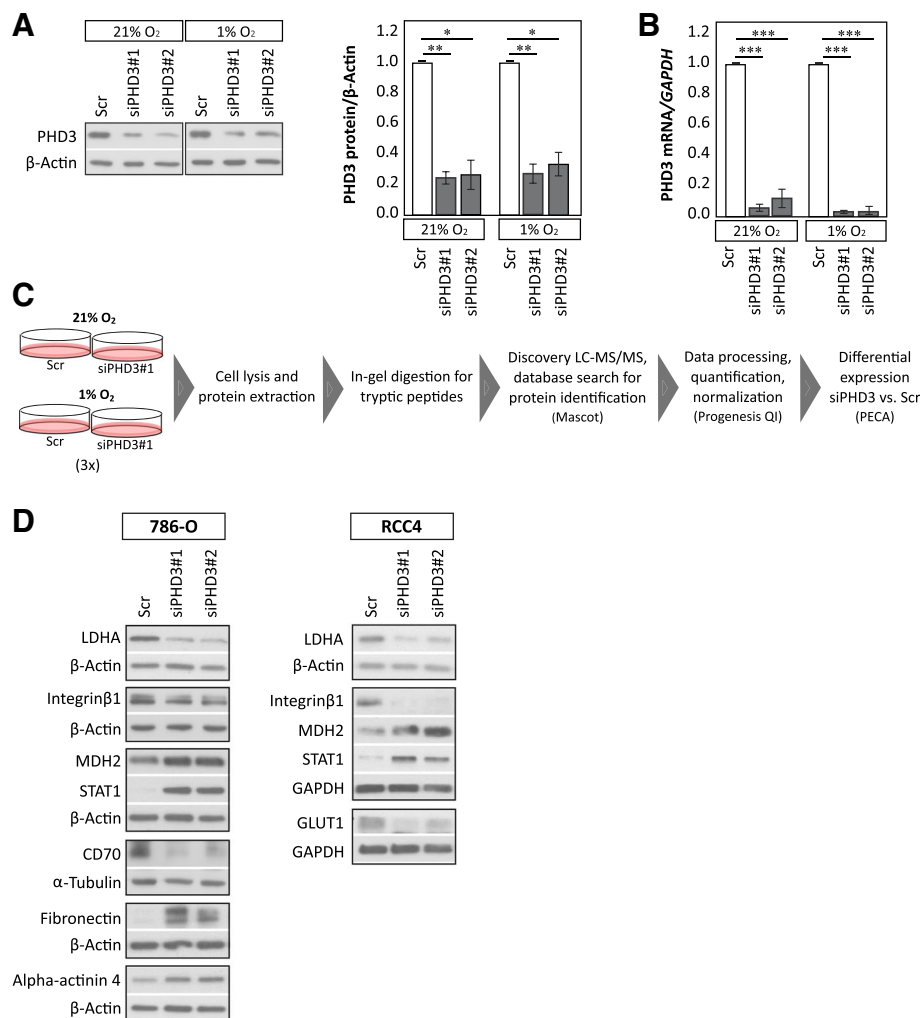 A
21% O2
1% O2
Scr
siPHD3#1
siPHD3#2
Scr
siPHD3#1
siPHD3#2
PHD3
β-Actin
PHD3 protein/β-Actin
1.2
1.0
0.8
0.6
0.4
0.2
0.0
*
**
*
**
21% O2
1% O2
Scr
siPHD3#1
siPHD3#2
Scr
siPHD3#1
siPHD3#2
B
PHD3 mRNA/GAPDH
1.2
1.0
0.8
0.6
0.4
0.2
0.0
***
***
***
***
21% O2
1% O2
Scr
siPHD3#1
siPHD3#2
Scr
siPHD3#1
siPHD3#2
C
21% O2
Scr
siPHD3#1
1% O2
Scr
siPHD3#1
(3x)
Cell lysis and
protein extraction
In-gel digestion for
tryptic peptides
Discovery LC-MS/MS,
database search for
protein identification
(Mascot)
Data processing,
quantification,
normalization
(Progenesis QI)
Differential
expression
siPHD3 vs. Scr
(PECA)
D
786-O
Scr
siPHD3#1
siPHD3#2
LDHA
β-Actin
Integrinβ1
β-Actin
MDH2
STAT1
β-Actin
CD70
α-Tubulin
Fibronectin
β-Actin
Alpha-actinin 4
β-Actin
RCC4
Scr
siPHD3#1
siPHD3#2
LDHA
β-Actin
Integrinβ1
MDH2
STAT1
GAPDH
GLUT1
GAPDH